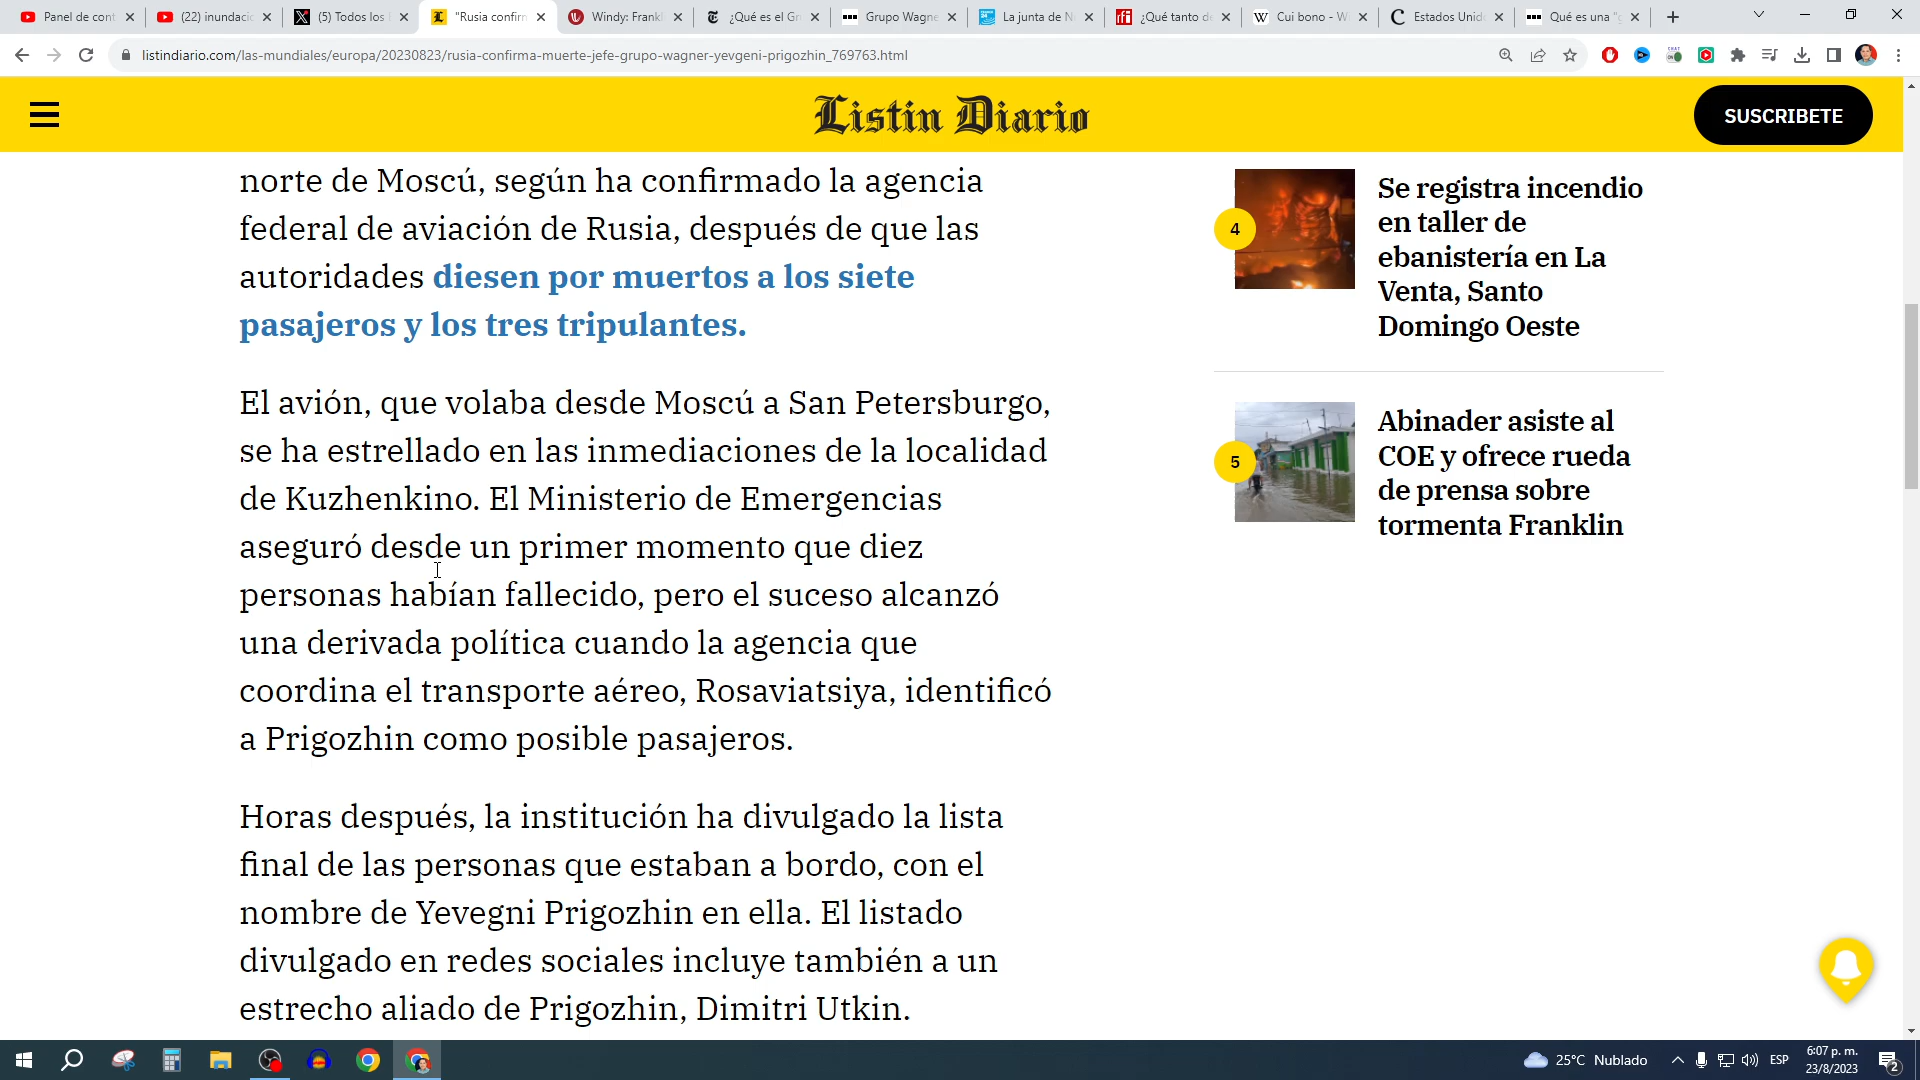 Panel de cont
(22) inundacio
(5) Todos los
"Rusia confirm
Windy: Frankl
¿Qué es el Gr
Grupo Wagne
La junta de Ní
¿Qué tanto de
Cui bono - Wi
Estados Unid
Qué es una "g
listindiario.com/las-mundiales/europa/20230823/rusia-confirma-muerte-jefe-grupo-wagner-yevgeni-prigozhin_769763.html
Listin Diario
SUSCRIBETE
norte de Moscú, según ha confirmado la agencia
federal de aviación de Rusia, después de que las
autoridades diesen por muertos a los siete
pasajeros y los tres tripulantes.
El avión, que volaba desde Moscú a San Petersburgo,
se ha estrellado en las inmediaciones de la localidad
de Kuzhenkino. El Ministerio de Emergencias
aseguró desde un primer momento que diez
personas habían fallecido, pero el suceso alcanzó
una derivada política cuando la agencia que
coordina el transporte aéreo, Rosaviatsiya, identificó
a Prigozhin como posible pasajeros.
Horas después, la institución ha divulgado la lista
final de las personas que estaban a bordo, con el
nombre de Yevegni Prigozhin en ella. El listado
divulgado en redes sociales incluye también a un
estrecho aliado de Prigozhin, Dimitri Utkin.
4
Se registra incendio
en taller de
ebanistería en La
Venta, Santo
Domingo Oeste
5
Abinader asiste al
COE y ofrece rueda
de prensa sobre
tormenta Franklin
25°C Nublado
ESP
6:07 p. m.
23/8/2023
2